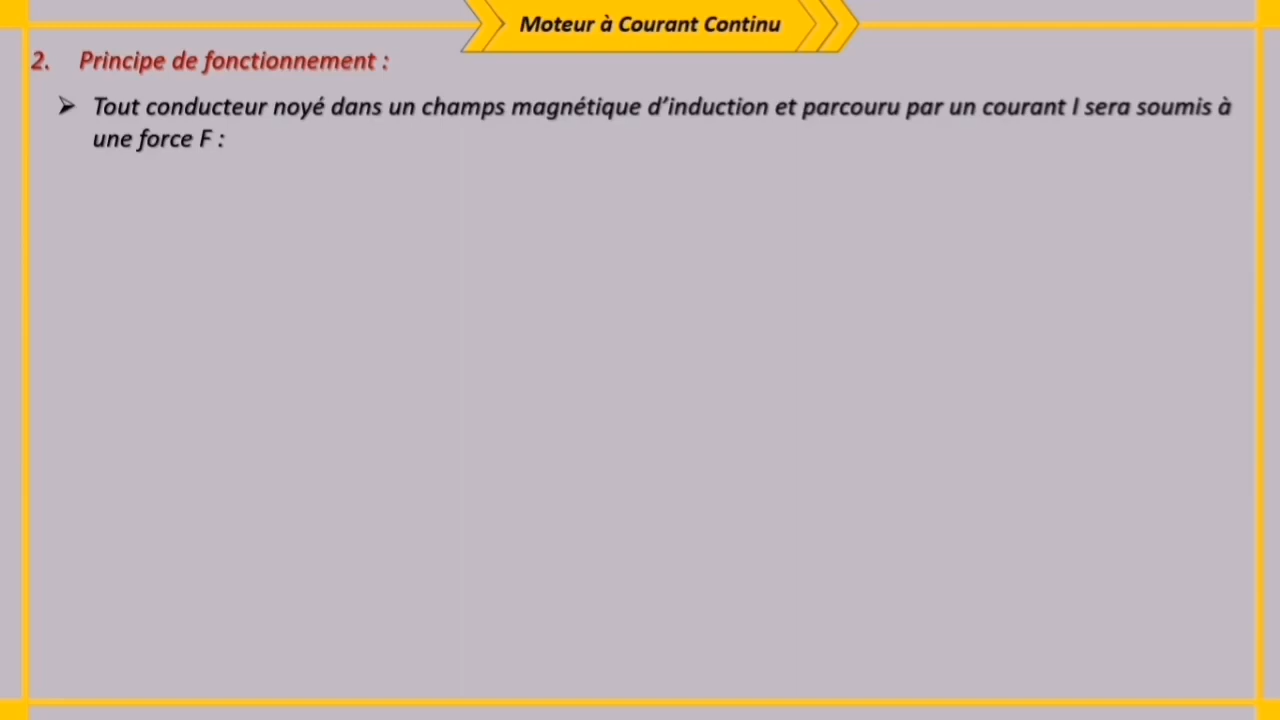 Moteur à Courant Continu
2. Principe de fonctionnement :
➤ Tout conducteur noyé dans un champs magnétique d’induction et parcouru par un courant I sera soumis à
une force F :